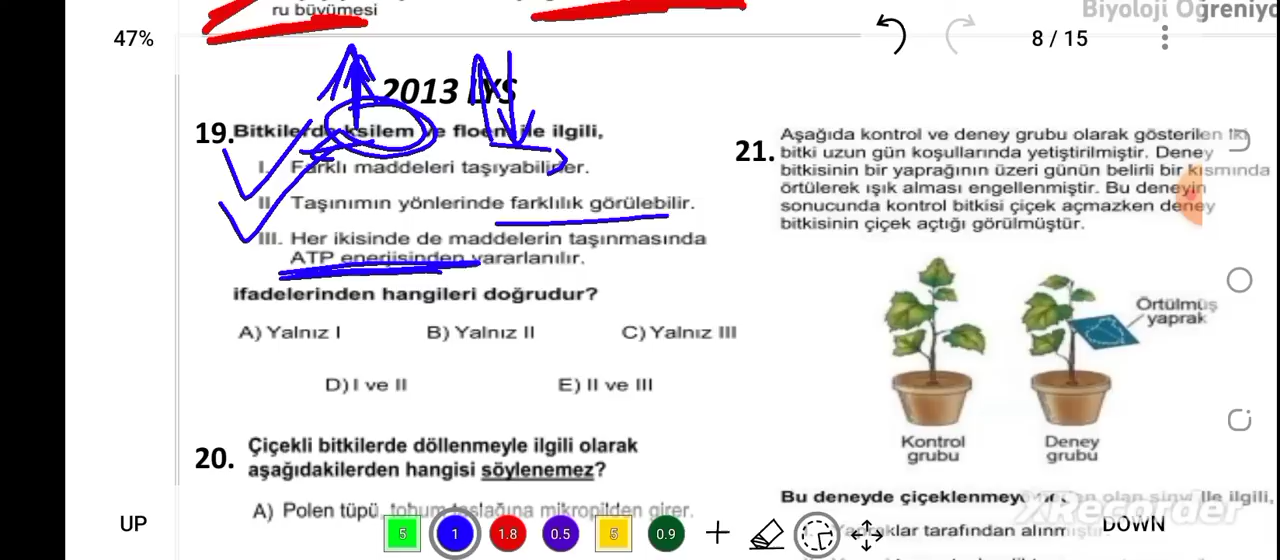 ru büyümesi
Biyoloji Öğreniyo
47%
8 / 15
2013 LYS
19. Bitkilerde ksilem ve floem ile ilgili,
I. Farklı maddeleri taşıyabilirler.
II. Taşınımın yönlerinde farklılık görülebilir.
III. Her ikisinde de maddelerin taşınmasında
ATP enerjisinden yararlanılır.
ifadelerinden hangileri doğrudur?
A) Yalnız I B) Yalnız II C) Yalnız III
D) I ve II E) II ve III
20. Çiçekli bitkilerde döllenmeyle ilgili olarak
aşağıdakilerden hangisi söylenemez?
A) Polen tüpü, tohum taslağına mikropilden girer.
21. Aşağıda kontrol ve deney grubu olarak gösterilen iki
bitki uzun gün koşullarında yetiştirilmiştir. Deney
bitkisinin bir yaprağının üzeri günün belirli bir kısmında
örtülerek ışık alması engellenmiştir. Bu deneyin
sonucunda kontrol bitkisi çiçek açmazken deney
bitkisinin çiçek açtığı görülmüştür.
Örtülmüş
yaprak
Kontrol
grubu
Deney
grubu
Bu deneyde olan ile ilgili,
Yapraklar tarafından
XRecorder
UP
DOWN
5 1 1.8 0.5 5 0.9